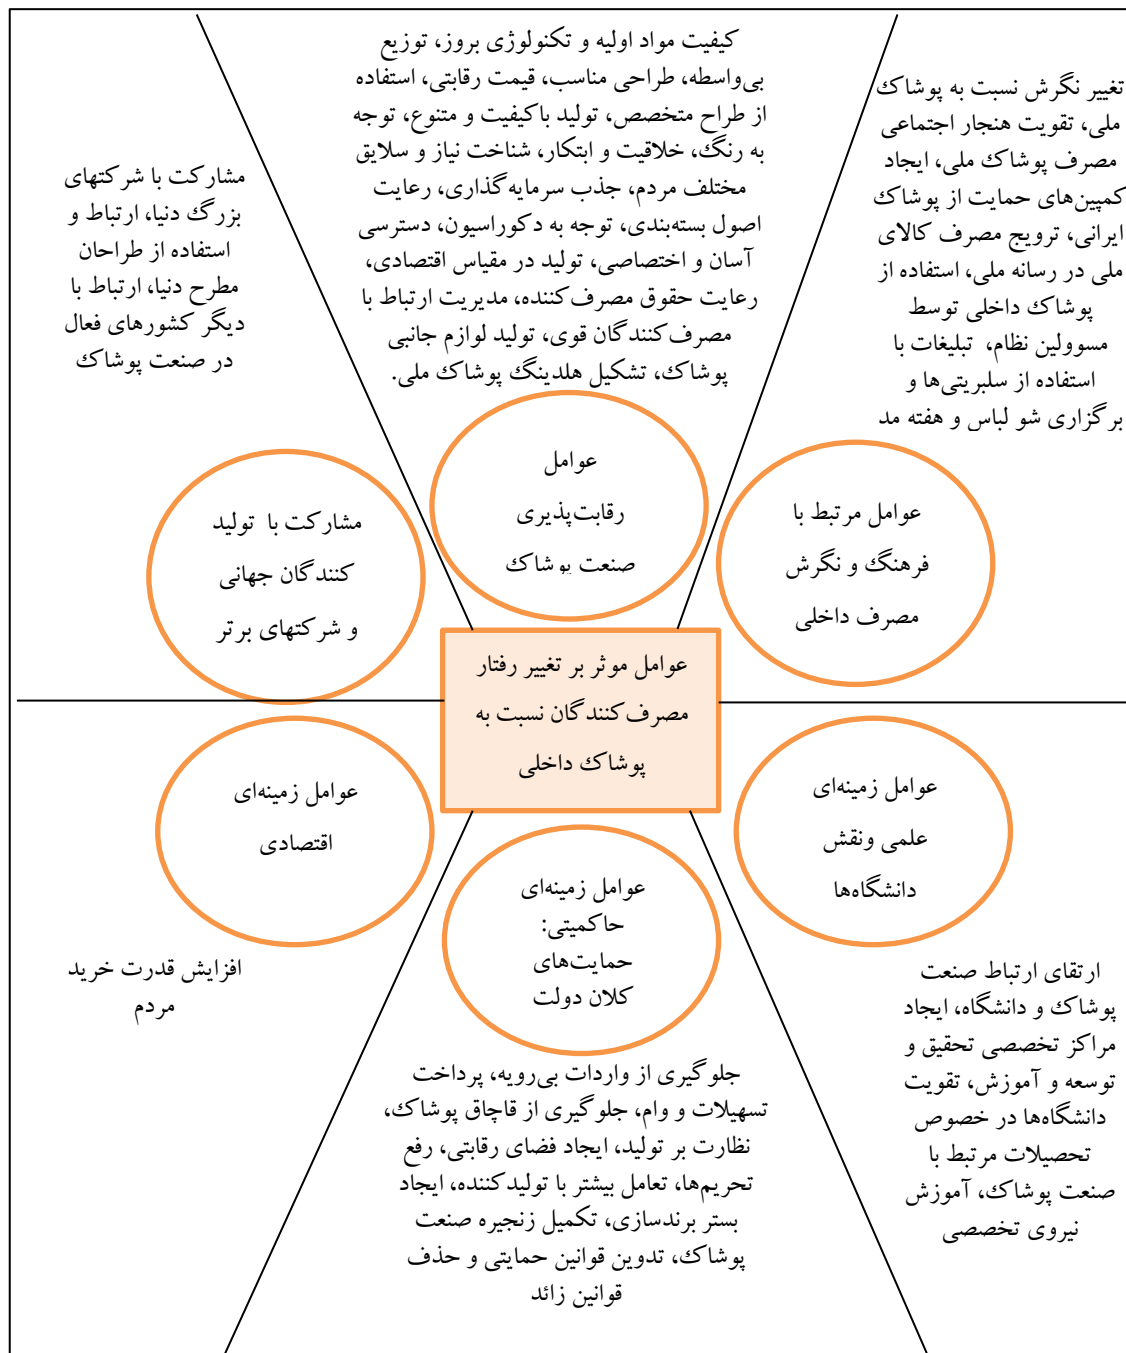 کیفیت مواد اولیه و تکنولوژی بروز، توزیع
بی‌واسطه، طراحی مناسب، قیمت رقابتی، استفاده
از طراح متخصص، تولید باکیفیت و متنوع، توجه
به رنگ، خلاقیت و ابتکار، شناخت نیاز و سلایق
مختلف مردم، جذب سرمایه‌گذاری، رعایت
اصول بسته‌بندی، توجه به دکوراسیون، دسترسی
آسان و اختصاصی، تولید در مقیاس اقتصادی،
رعایت حقوق مصرف‌کننده، مدیریت ارتباط با
مصرف‌کنندگان قوی، تولید لوازم جانبی
پوشاک، تشکیل هلدینگ پوشاک ملی.
تغییر نگرش نسبت به پوشاک
ملی، تقویت هنجار اجتماعی
مصرف پوشاک ملی، ایجاد
کمپین‌های حمایت از پوشاک
ایرانی، ترویج مصرف کالای
ملی در رسانه ملی، استفاده از
پوشاک داخلی توسط
مسوولین نظام، تبلیغات با
استفاده از سلبریتی‌ها و
برگزاری شو لباس و هفته مد
مشارکت با شرکتهای
بزرگ دنیا، ارتباط و
استفاده از طراحان
مطرح دنیا، ارتباط با
دیگر کشورهای فعال
در صنعت پوشاک
عوامل مرتبط با
فرهنگ و نگرش
مصرف داخلی
عوامل
رقابت‌پذیری
صنعت پوشاک
مشارکت با تولید
کنندگان جهانی
و شرکتهای برتر
عوامل موثر بر تغییر رفتار
مصرف‌کنندگان نسبت به
پوشاک داخلی
عوامل زمینه‌ای
علمی ونقش
دانشگاه‌ها
عوامل زمینه‌ای
حاکمیتی:
حمایت‌های
کلان دولت
عوامل زمینه‌ای
اقتصادی
ارتقای ارتباط صنعت
پوشاک و دانشگاه، ایجاد
مراکز تخصصی تحقیق و
توسعه و آموزش، تقویت
دانشگاه‌ها در خصوص
تحصیلات مرتبط با
صنعت پوشاک، آموزش
نیروی تخصصی
جلوگیری از واردات بی‌رویه، پرداخت
تسهیلات و وام، جلوگیری از قاچاق پوشاک،
نظارت بر تولید، ایجاد فضای رقابتی، رفع
تحریم‌ها، تعامل بیشتر با تولیدکننده، ایجاد
بستر برندسازی، تکمیل زنجیره صنعت
پوشاک، تدوین قوانین حمایتی و حذف
قوانین زائد
افزایش قدرت خرید
مردم